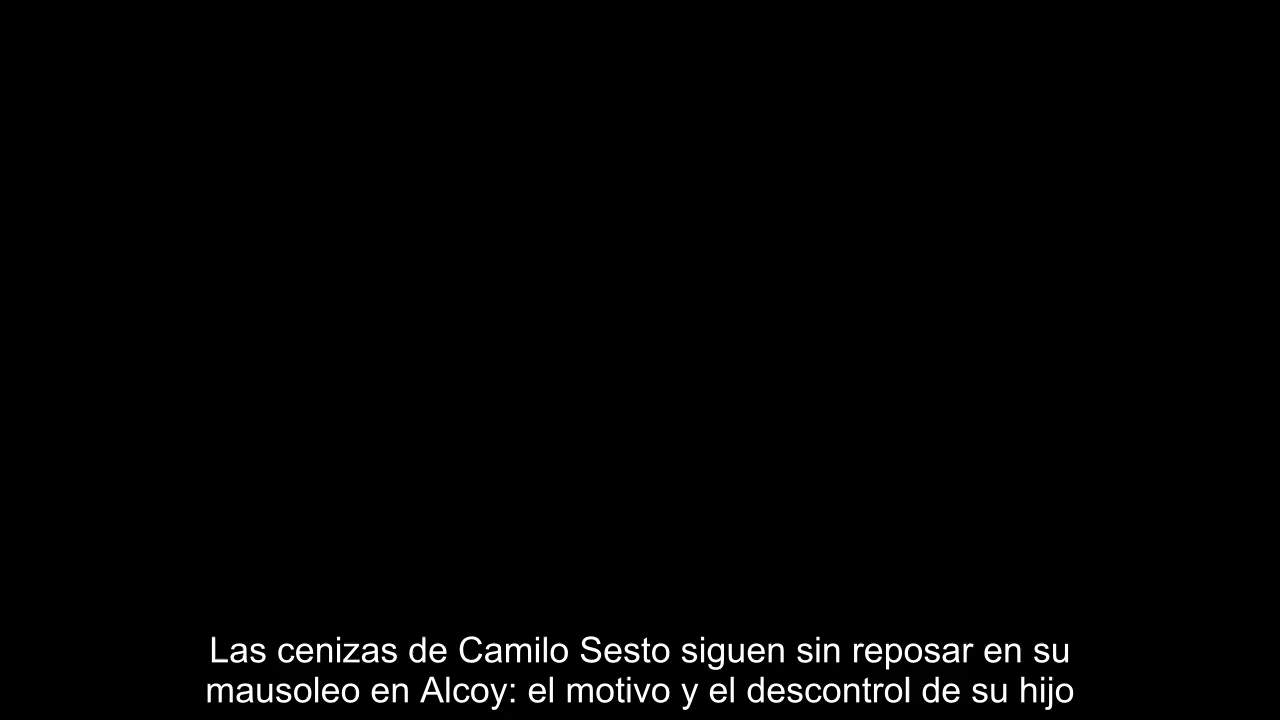 Las cenizas de Camilo Sesto siguen sin reposar en su
mausoleo en Alcoy: el motivo y el descontrol de su hijo